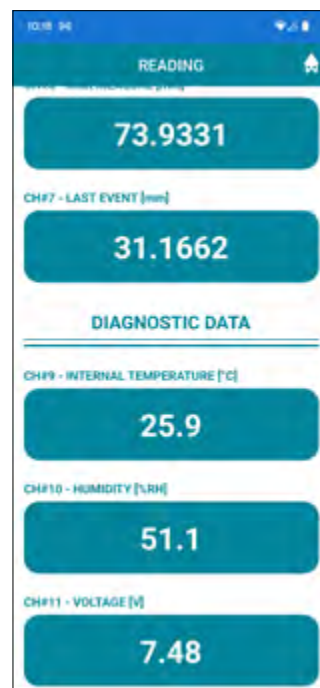 10:18
READING
73.9331
CH#7 - LAST EVENT [mm]
31.1662
DIAGNOSTIC DATA
CH#9 - INTERNAL TEMPERATURE [°C]
25.9
CH#10 - HUMIDITY [%RH]
51.1
CH#11 - VOLTAGE [V]
7.48